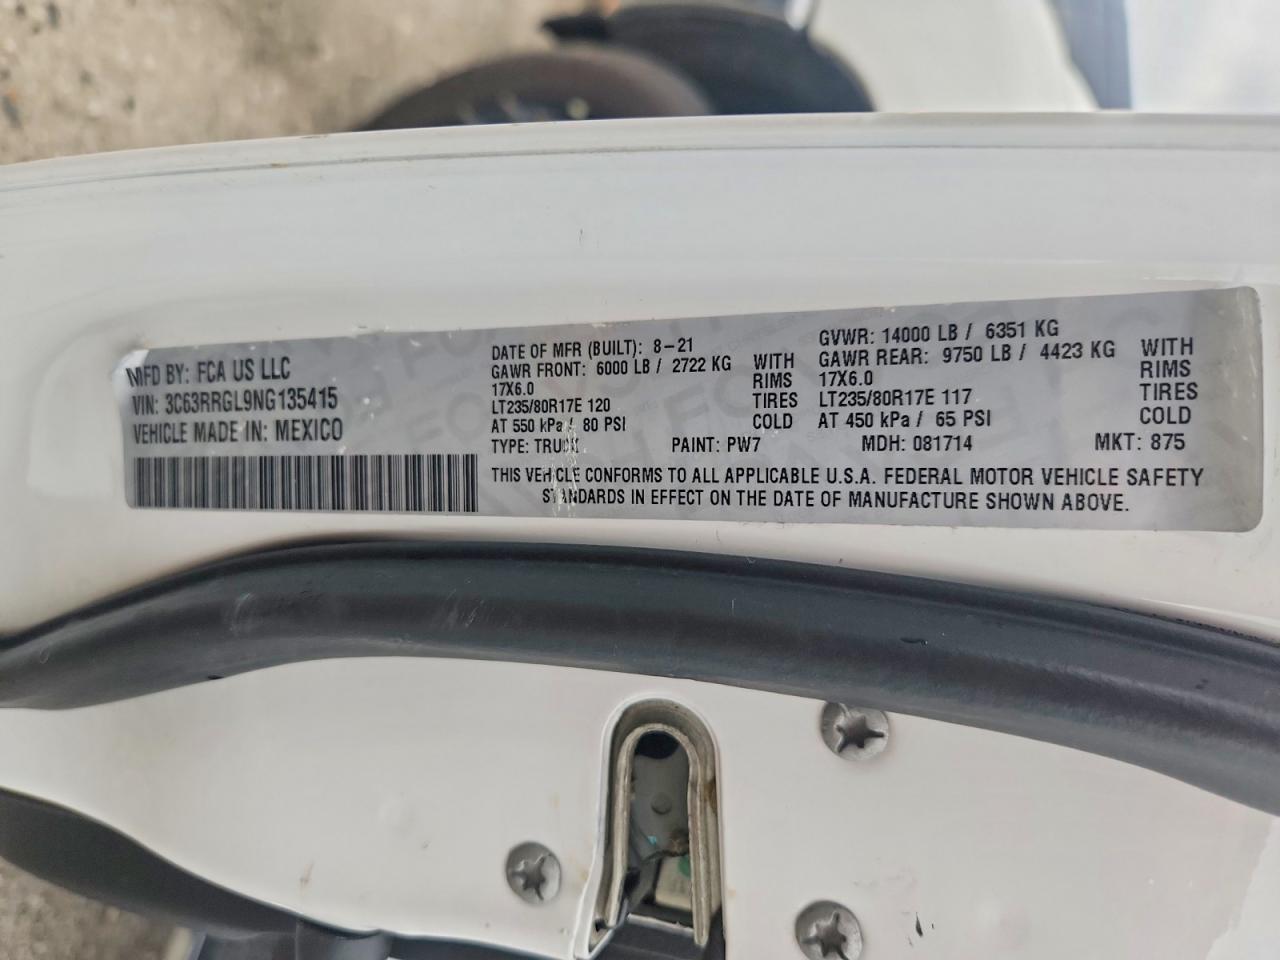 MFD BY: FCA US LLC
VIN: 3C63RRGL9NG135415
VEHICLE MADE IN: MEXICO
DATE OF MFR (BUILT): 8-21
GAWR FRONT: 6000 LB / 2722 KG WITH
17X6.0 RIMS
LT235/80R17E 120 TIRES
AT 550 kPa / 80 PSI COLD
GVWR: 14000 LB / 6351 KG
GAWR REAR: 9750 LB / 4423 KG WITH
17X6.0 RIMS
LT235/80R17E 117 TIRES
AT 450 kPa / 65 PSI COLD
TYPE: TRUCK PAINT: PW7 MDH: 081714 MKT: 875
THIS VEHICLE CONFORMS TO ALL APPLICABLE U.S.A. FEDERAL MOTOR VEHICLE SAFETY
STANDARDS IN EFFECT ON THE DATE OF MANUFACTURE SHOWN ABOVE.